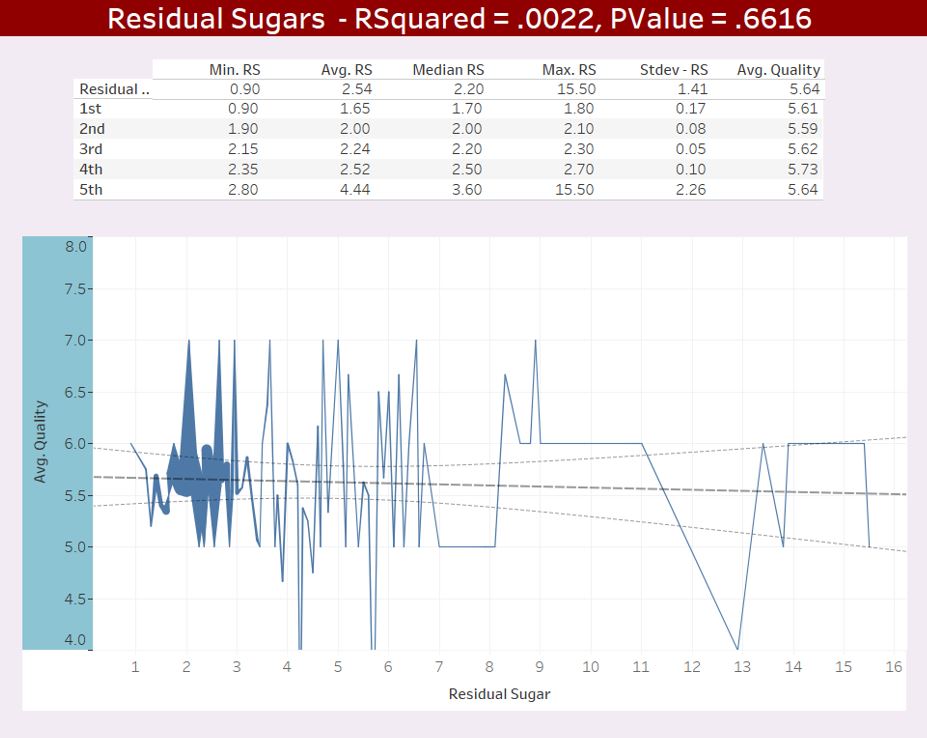 Residual Sugars - RSquared = .0022, PValue = .6616
Min. RS Avg. RS Median RS Max. RS Stdev - RS Avg. Quality
Residual .. 0.90 2.54 2.20 15.50 1.41 5.64
1st 0.90 1.65 1.70 1.80 0.17 5.61
2nd 1.90 2.00 2.00 2.10 0.08 5.59
3rd 2.15 2.24 2.20 2.30 0.05 5.62
4th 2.35 2.52 2.50 2.70 0.10 5.73
5th 2.80 4.44 3.60 15.50 2.26 5.64
8.0
7.5
7.0
6.5
6.0
5.5
5.0
4.5
4.0
Avg. Quality
1 2 3 4 5 6 7 8 9 10 11 12 13 14 15 16
Residual Sugar